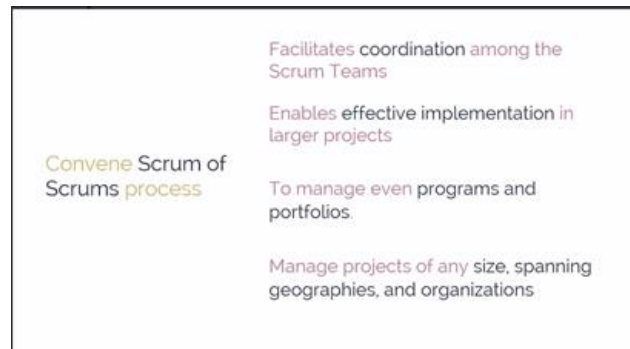 Convene Scrum of
Scrums process
Facilitates coordination among the
Scrum Teams
Enables effective implementation in
larger projects
To manage even programs and
portfolios.
Manage projects of any size, spanning
geographies, and organizations